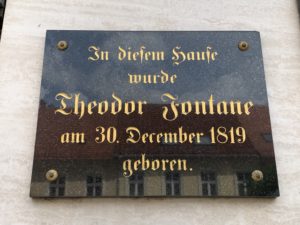 In dieſem Hauſe
wurde
Theodor Fontane
am 30. December 1819
geboren.